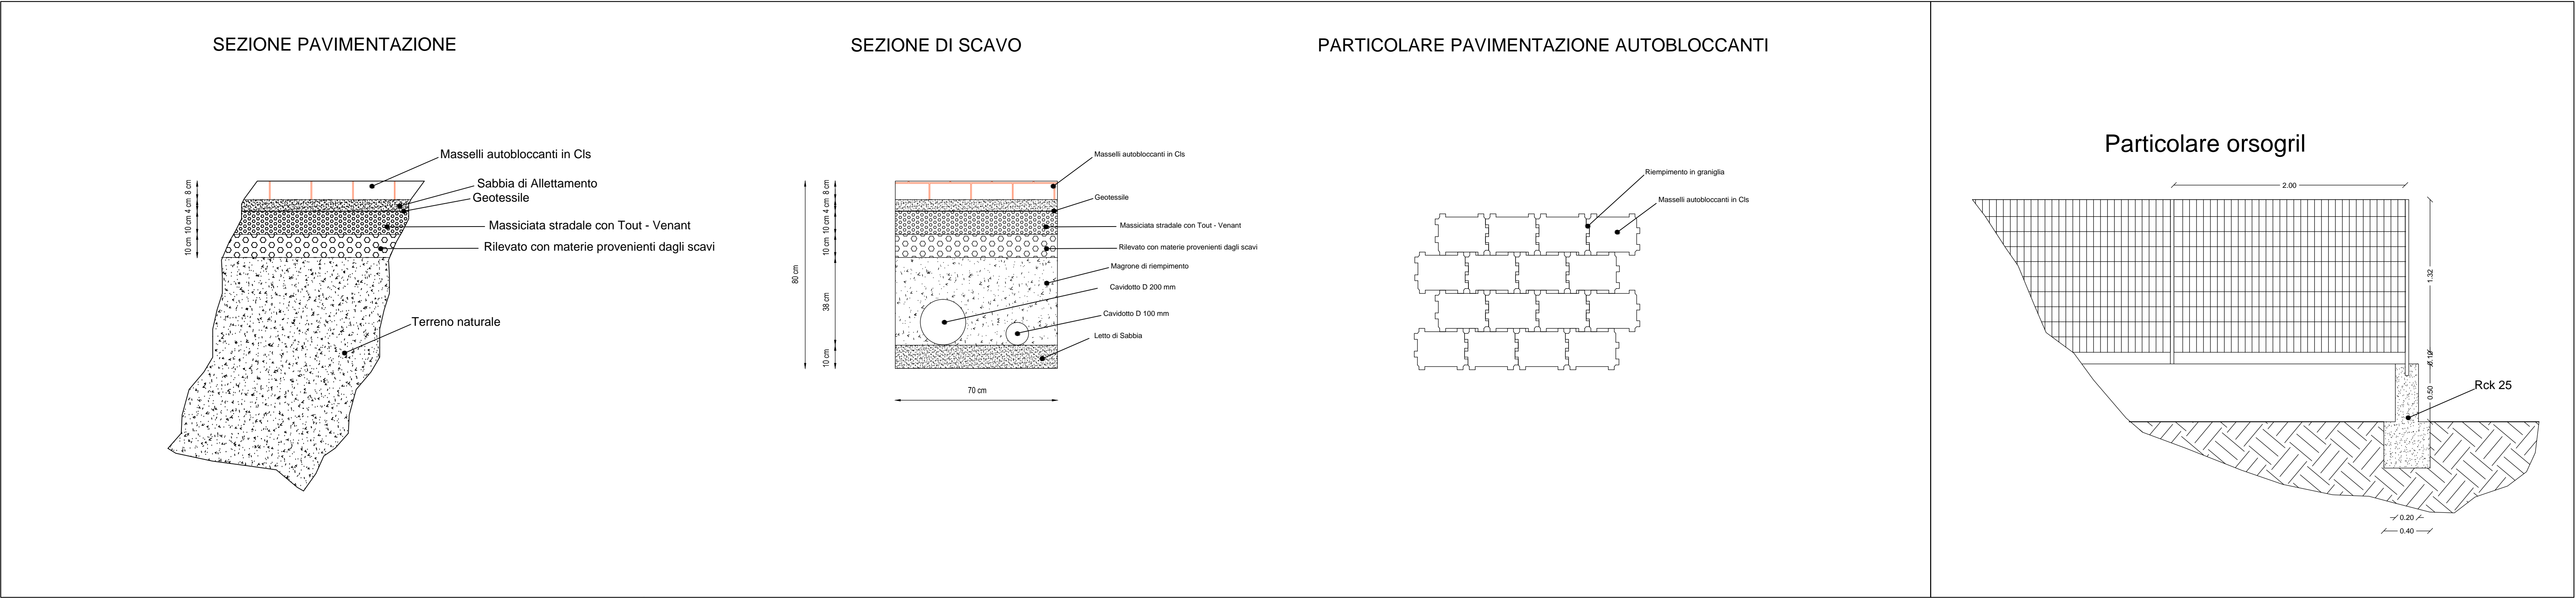 SEZIONE PAVIMENTAZIONE
Masselli autobloccanti in Cls
Sabbia di Allettamento
Geotessile
Massiciata stradale con Tout - Venant
Rilevato con materie provenienti dagli scavi
Terreno naturale
8 cm
4 cm
10 cm
10 cm
SEZIONE DI SCAVO
Masselli autobloccanti in Cls
Geotessile
Massiciata stradale con Tout - Venant
Rilevato con materie provenienti dagli scavi
Magrone di riempimento
Cavidotto D 200 mm
Cavidotto D 100 mm
Letto di Sabbia
80 cm
8 cm
4 cm
10 cm
10 cm
38 cm
10 cm
70 cm
PARTICOLARE PAVIMENTAZIONE AUTOBLOCCANTI
Riempimento in graniglia
Masselli autobloccanti in Cls
Particolare orsogril
2.00
1.32
0.10
0.50
Rck 25
0.20
0.40